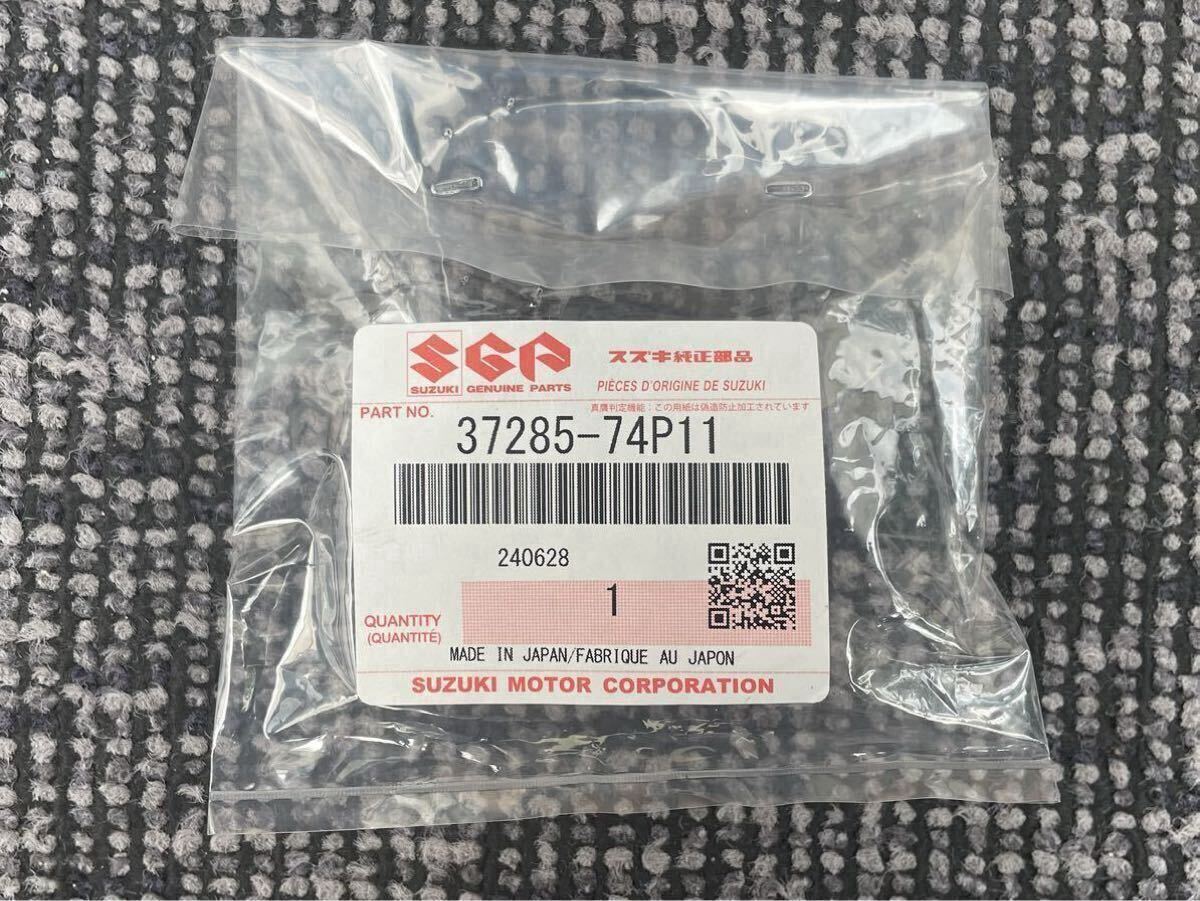 SGP スズキ純正部品
SUZUKI GENUINE PARTS PIÈCES D'ORIGINE DE SUZUKI
PART NO. 真贋判定機能:この用紙は偽造防止加工されています
37285-74P11
240628
1
QUANTITY
(QUANTITÉ)
MADE IN JAPAN/FABRIQUE AU JAPON
SUZUKI MOTOR CORPORATION